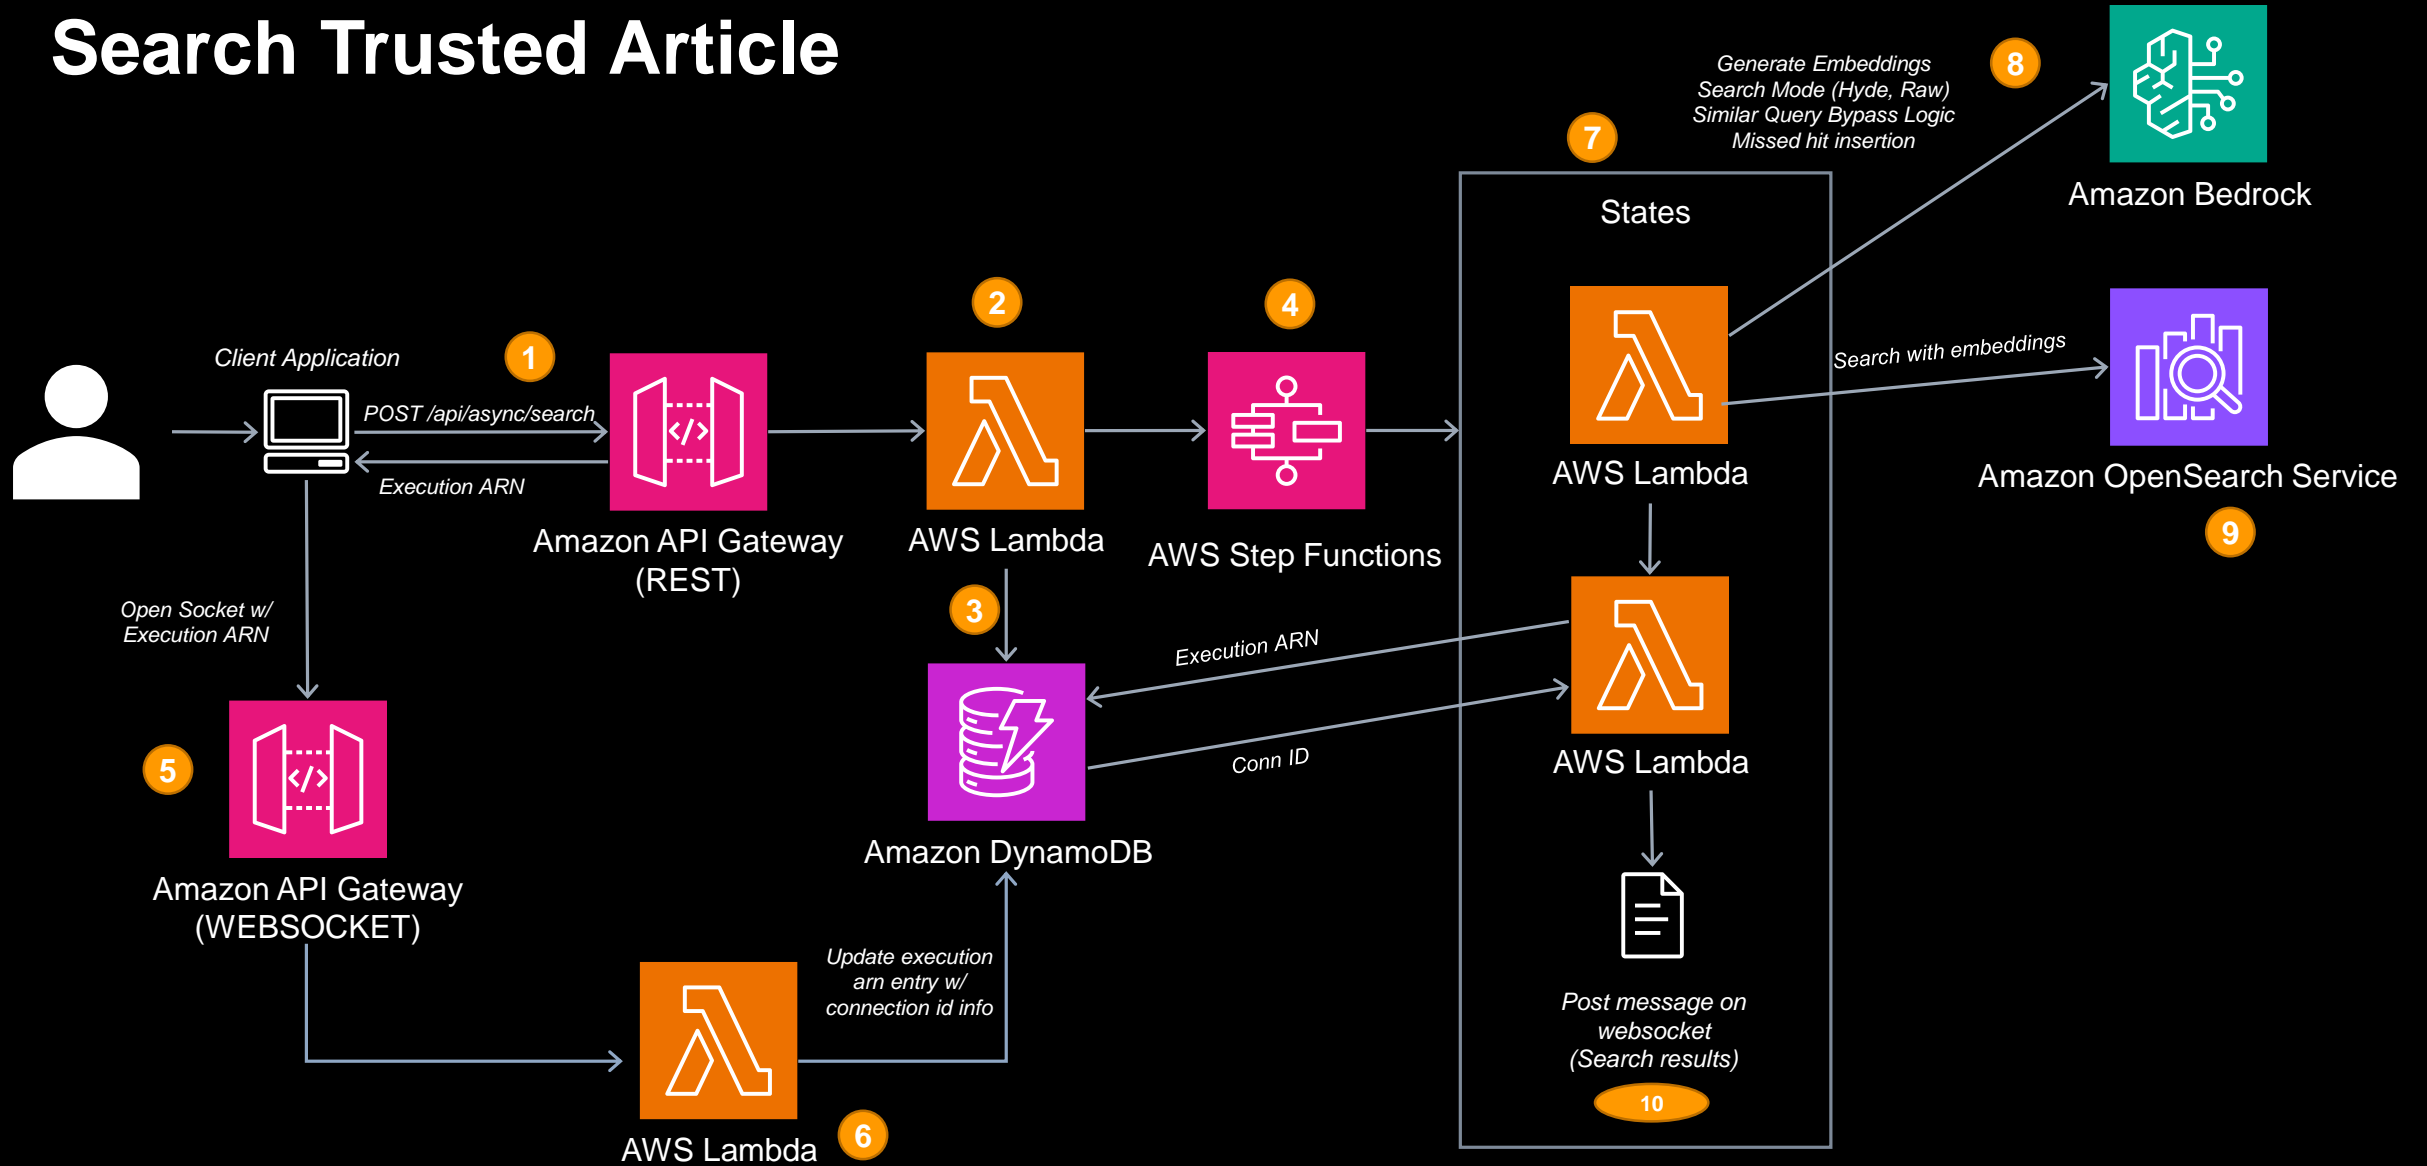 Search Trusted Article
Generate Embeddings
Search Mode (Hyde, Raw)
Similar Query Bypass Logic
Missed hit insertion
8
7
Amazon Bedrock
States
Client Application
1
2
4
POST /api/async/search
Execution ARN
Search with embeddings
Amazon API Gateway
(REST)
AWS Lambda
AWS Step Functions
AWS Lambda
Amazon OpenSearch Service
9
Open Socket w/
Execution ARN
3
Execution ARN
Conn ID
5
AWS Lambda
Amazon API Gateway
(WEBSOCKET)
Amazon DynamoDB
Update execution
arn entry w/
connection id info
Post message on
websocket
(Search results)
10
AWS Lambda
6